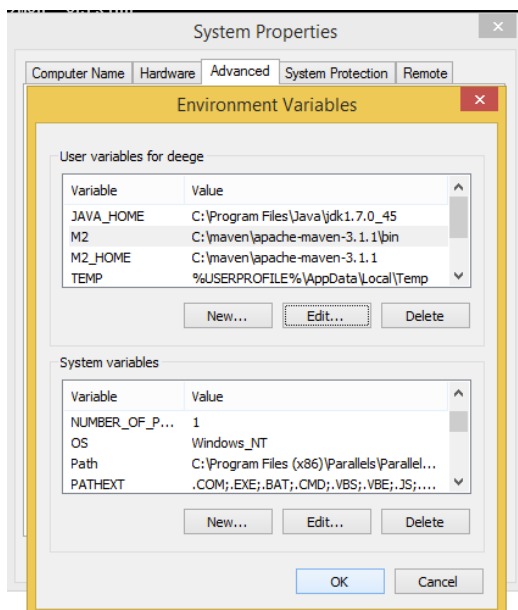 System Properties
Computer Name Hardware Advanced System Protection Remote
Environment Variables
User variables for deege
Variable Value
JAVA_HOME C:\Program Files\Java\jdk1.7.0_45
M2 C:\maven\apache-maven-3.1.1\bin
M2_HOME C:\maven\apache-maven-3.1.1
TEMP %USERPROFILE%\AppData\Local\Temp
New... Edit... Delete
System variables
Variable Value
NUMBER_OF_P... 1
OS Windows_NT
Path C:\Program Files (x86)\Parallels\Parallel...
PATHEXT .COM;.EXE;.BAT;.CMD;.VBS;.VBE;.JS;....
New... Edit... Delete
OK Cancel